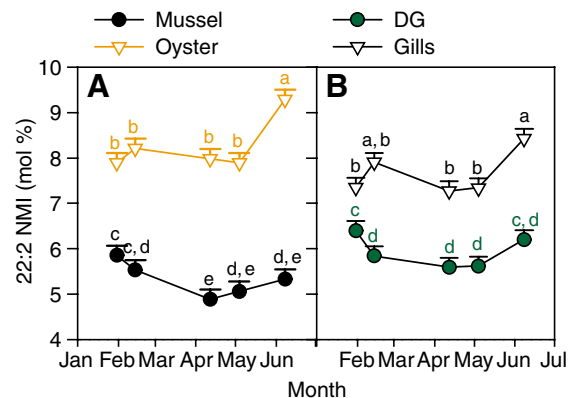 Mussel
Oyster
DG
Gills
A
B
22:2 NMI (mol %)
10
9
8
7
6
5
4
b
b
b
b
a
c
c, d
e
d, e
d, e
b
a, b
b
b
a
c
d
d
d
c, d
Jan Feb Mar Apr May Jun
Feb Mar Apr May Jun Jul
Month